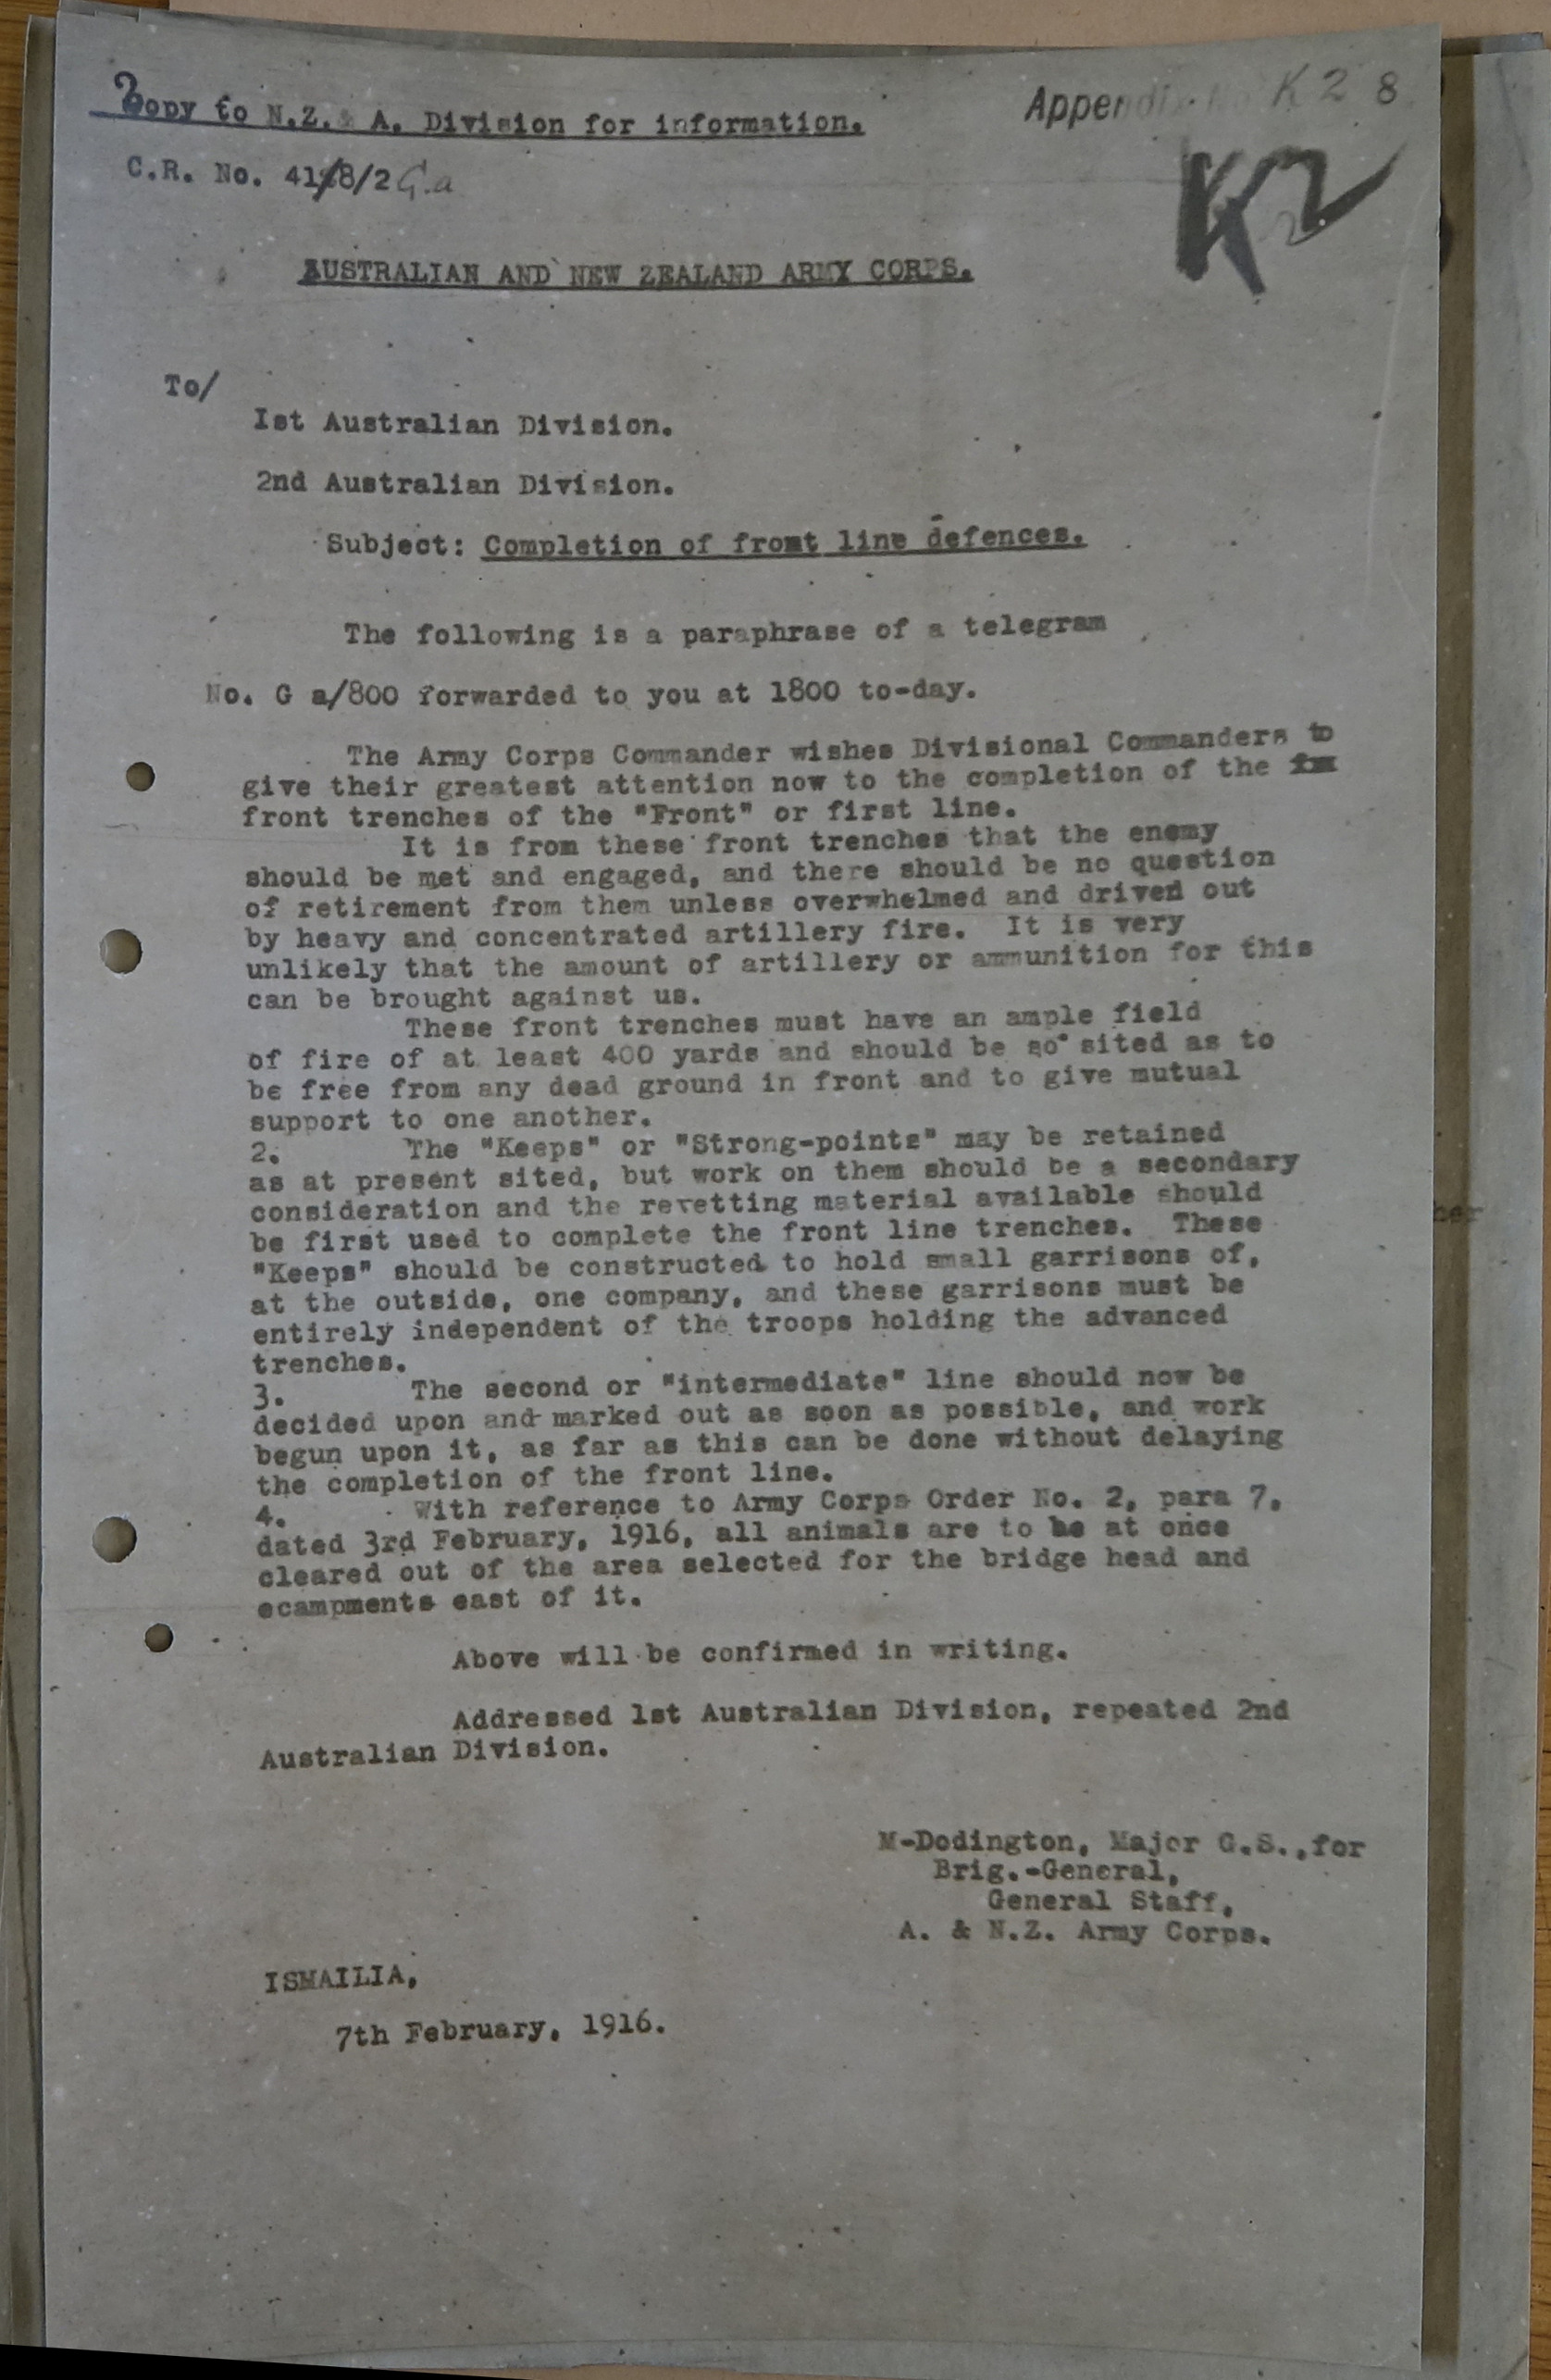 Copy to N.Z. & A. Division for information.
Appendix No K 2 8
C.R. No. 41/8/2 G.a
K2
AUSTRALIAN AND NEW ZEALAND ARMY CORPS.
To/
Ist Australian Division.
2nd Australian Division.
Subject: Completion of front line defences.
The following is a paraphrase of a telegram
No. G a/800 forwarded to you at 1800 to-day.
The Army Corps Commander wishes Divisional Commanders to
give their greatest attention now to the completion of the
front trenches of the "Front" or first line.
It is from these front trenches that the enemy
should be met and engaged, and there should be no question
of retirement from them unless overwhelmed and driven out
by heavy and concentrated artillery fire. It is very
unlikely that the amount of artillery or ammunition for this
can be brought against us.
These front trenches must have an ample field
of fire of at least 400 yards and should be so sited as to
be free from any dead ground in front and to give mutual
support to one another.
2. The "Keeps" or "Strong-points" may be retained
as at present sited, but work on them should be a secondary
consideration and the revetting material available should
be first used to complete the front line trenches. These
"Keeps" should be constructed to hold small garrisons of,
at the outside, one company, and these garrisons must be
entirely independent of the troops holding the advanced
trenches.
3. The second or "intermediate" line should now be
decided upon and marked out as soon as possible, and work
begun upon it, as far as this can be done without delaying
the completion of the front line.
4. With reference to Army Corps Order No. 2, para 7,
dated 3rd February, 1916, all animals are to be at once
cleared out of the area selected for the bridge head and
ecampments east of it.
Above will be confirmed in writing.
Addressed 1st Australian Division, repeated 2nd
Australian Division.
M-Dodington, Major G.S.,for
Brig.-General,
General Staff,
A. & N.Z. Army Corps.
ISMAILIA,
7th February, 1916.